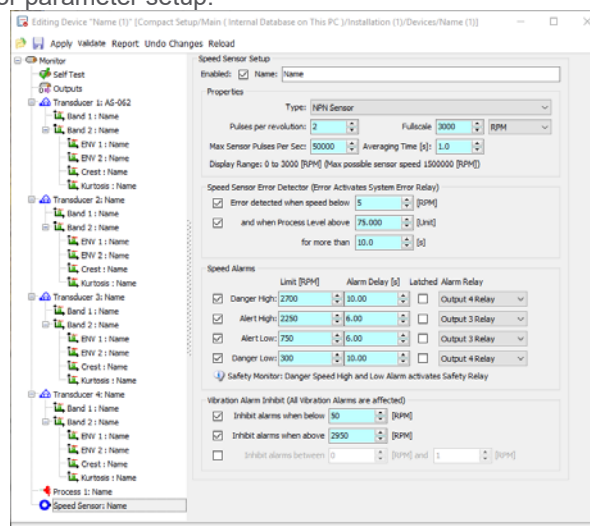 or parameter setup.
Editing Device "Name (1)" [Compact Setup/Main ( Internal Database on This PC )/Installation (1)/Devices/Name (1)]
Apply Validate Report Undo Changes Reload
Monitor
Self Test
Outputs
Transducer 1: AS-062
Band 1 : Name
Band 2 : Name
ENV 1 : Name
ENV 2 : Name
Crest : Name
Kurtosis : Name
Transducer 2: Name
Band 1 : Name
Band 2 : Name
ENV 1 : Name
ENV 2 : Name
Crest : Name
Kurtosis : Name
Transducer 3: Name
Band 1 : Name
Band 2 : Name
ENV 1 : Name
ENV 2 : Name
Crest : Name
Kurtosis : Name
Transducer 4: Name
Band 1 : Name
Band 2 : Name
ENV 1 : Name
ENV 2 : Name
Crest : Name
Kurtosis : Name
Process 1: Name
Speed Sensor: Name
Speed Sensor Setup
Enabled: Name: Name
Properties
Type: NPN Sensor
Pulses per revolution: 2 Fullscale 3000 RPM
Max Sensor Pulses Per Sec: 50000 Averaging Time [s]: 1.0
Display Range: 0 to 3000 [RPM] (Max possible sensor speed 1500000 [RPM])
Speed Sensor Error Detector (Error Activates System Error Relay)
Error detected when speed below 5 [RPM]
and when Process Level above 75.000 [Unit]
for more than 10.0 [s]
Speed Alarms
Limit [RPM] Alarm Delay [s] Latched Alarm Relay
Danger High: 2700 10.00 Output 4 Relay
Alert High: 2250 6.00 Output 3 Relay
Alert Low: 750 6.00 Output 3 Relay
Danger Low: 300 10.00 Output 4 Relay
Safety Monitor: Danger Speed High and Low Alarm activates Safety Relay
Vibration Alarm Inhibit (All Vibration Alarms are affected)
Inhibit alarms when below 50 [RPM]
Inhibit alarms when above 2950 [RPM]
Inhibit alarms between 0 [RPM] and 1 [RPM]